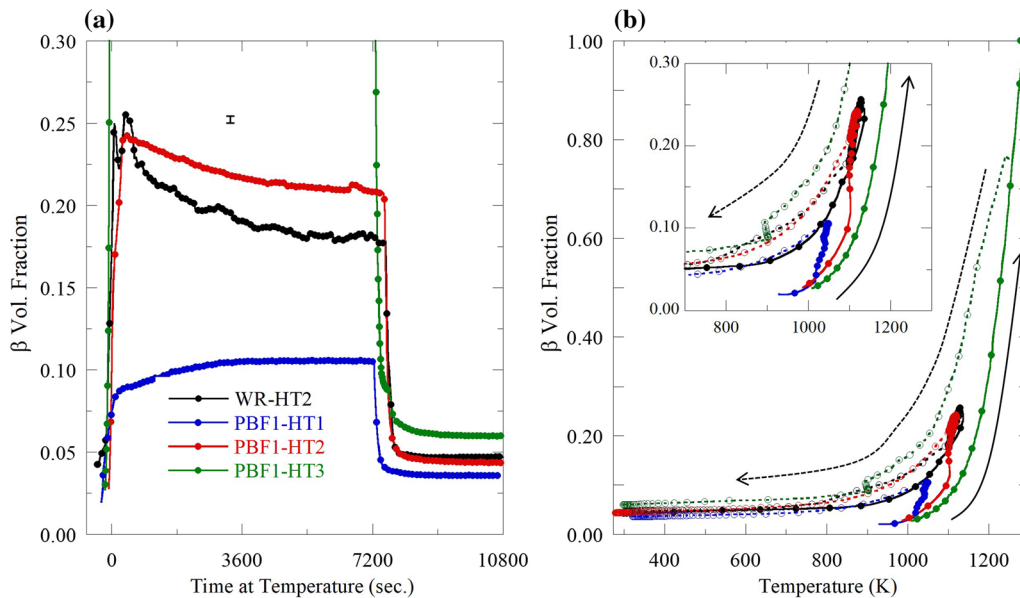 (a)
(b)
0.30
0.25
0.20
0.15
0.10
0.05
0.00
β Vol. Fraction
WR-HT2
PBF1-HT1
PBF1-HT2
PBF1-HT3
0 3600 7200 10800
Time at Temperature (sec.)
1.00
0.80
0.60
0.40
0.20
0.00
β Vol. Fraction
0.30
0.20
0.10
0.00
800 1000 1200
400 600 800 1000 1200
Temperature (K)